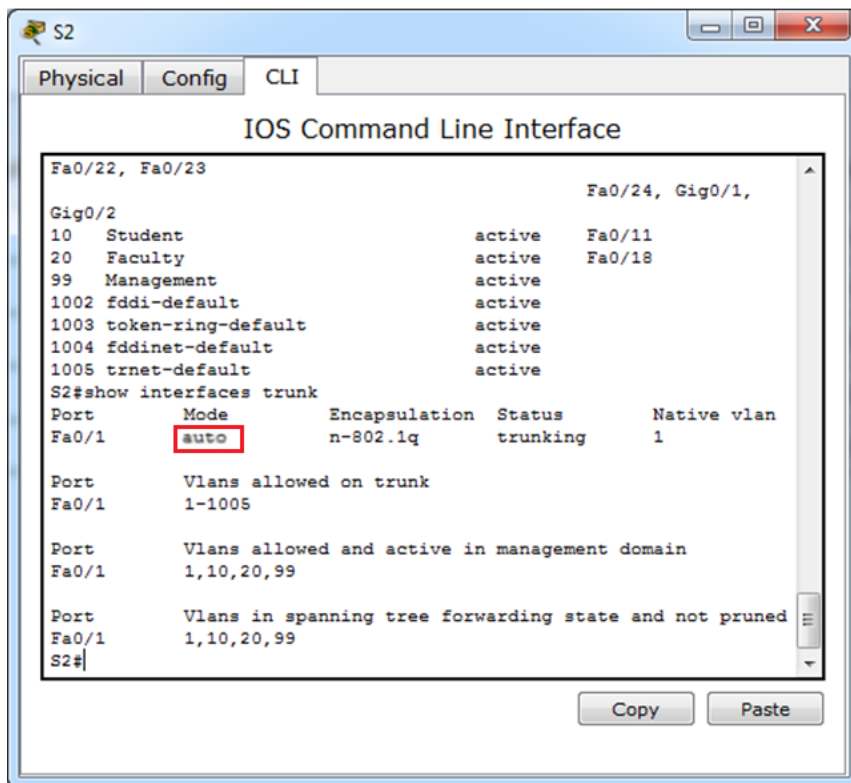 S2
Physical Config CLI
IOS Command Line Interface
Fa0/22, Fa0/23
Fa0/24, Gig0/1,
Gig0/2
10 Student active Fa0/11
20 Faculty active Fa0/18
99 Management active
1002 fddi-default active
1003 token-ring-default active
1004 fddinet-default active
1005 trnet-default active
S2#show interfaces trunk
Port Mode Encapsulation Status Native vlan
Fa0/1 auto n-802.1q trunking 1
Port Vlans allowed on trunk
Fa0/1 1-1005
Port Vlans allowed and active in management domain
Fa0/1 1,10,20,99
Port Vlans in spanning tree forwarding state and not pruned
Fa0/1 1,10,20,99
S2#
Copy Paste